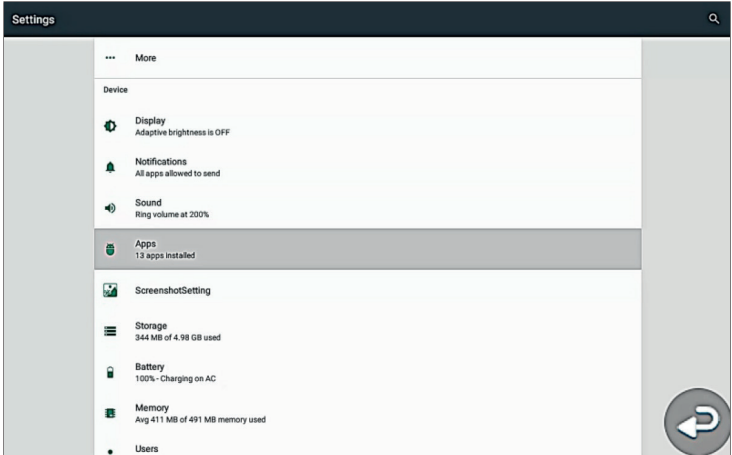 Settings
More
Device
Display
Adaptive brightness is OFF
Notifications
All apps allowed to send
Sound
Ring volume at 200%
Apps
13 apps installed
ScreenshotSetting
Storage
344 MB of 4.98 GB used
Battery
100% - Charging on AC
Memory
Avg 411 MB of 491 MB memory used
Users